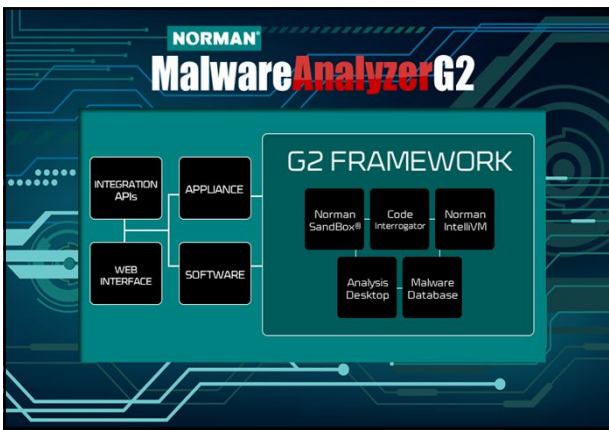 NORMAN®
MalwareAnalyzerG2
G2 FRAMEWORK
INTEGRATION
APIs
APPLIANCE
WEB
INTERFACE
SOFTWARE
Norman
SandBox®
Code
Interrogator
Norman
IntelliVM
Analysis
Desktop
Malware
Database